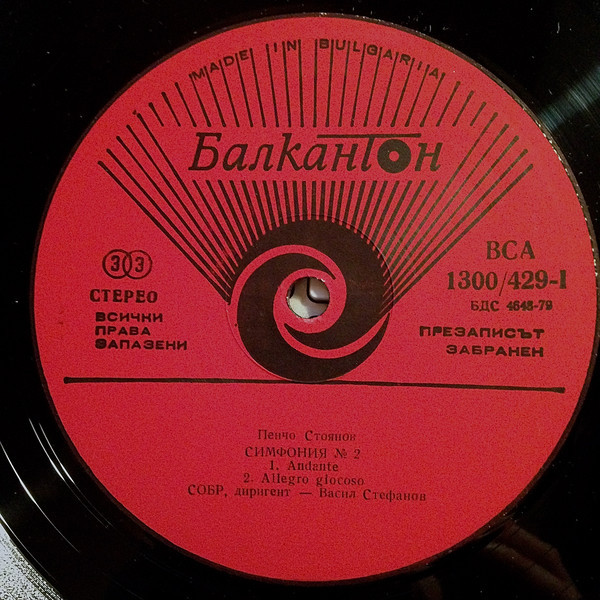 MADE IN BULGARIA
Балкантон
33
СТЕРЕО
ВСИЧКИ
ПРАВА
ЗАПАЗЕНИ
ВСА
1300/429-I
БДС 4648-79
ПРЕЗАПИСЪТ
ЗАБРАНЕН
Пенчо Стоянов
СИМФОНИЯ № 2
1. Andante
2. Allegro giocoso
СОБР, диригент — Васил Стефанов